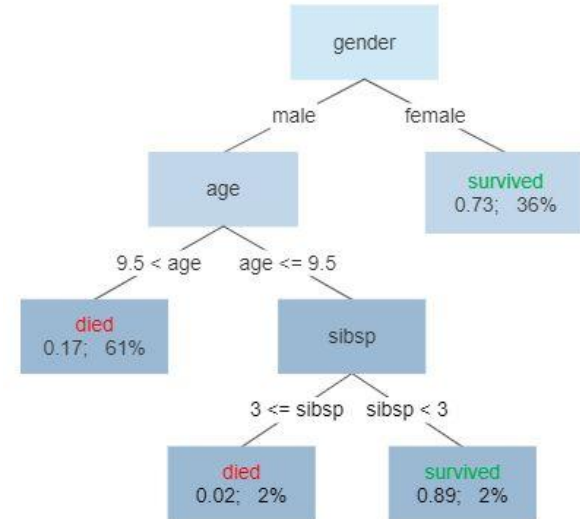 gender
male
female
age
survived
0.73; 36%
9.5 < age
age <= 9.5
died
0.17; 61%
sibsp
3 <= sibsp
sibsp < 3
died
0.02; 2%
survived
0.89; 2%